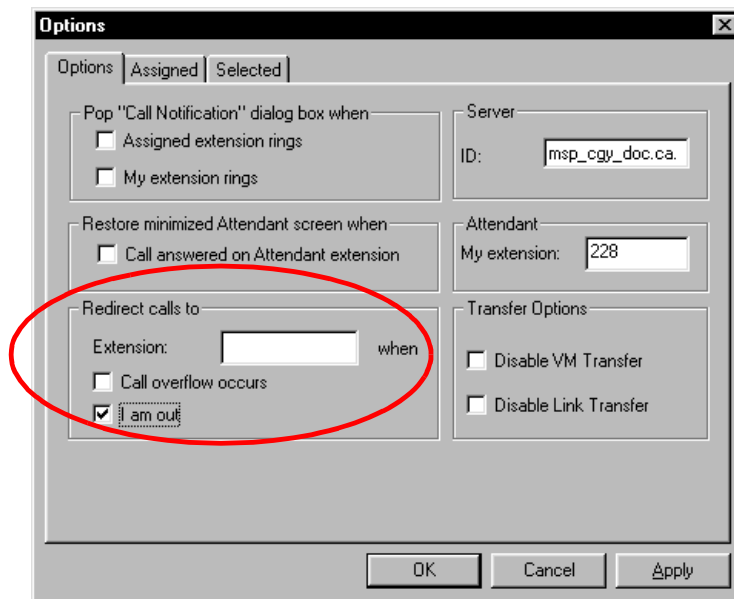 Options
Options Assigned Selected
Pop "Call Notification" dialog box when
Assigned extension rings
My extension rings
Server
ID: msp_cgy_doc.ca.
Restore minimized Attendant screen when
Call answered on Attendant extension
Attendant
My extension: 228
Redirect calls to
Extension: when
Call overflow occurs
I am out
Transfer Options
Disable VM Transfer
Disable Link Transfer
OK Cancel Apply